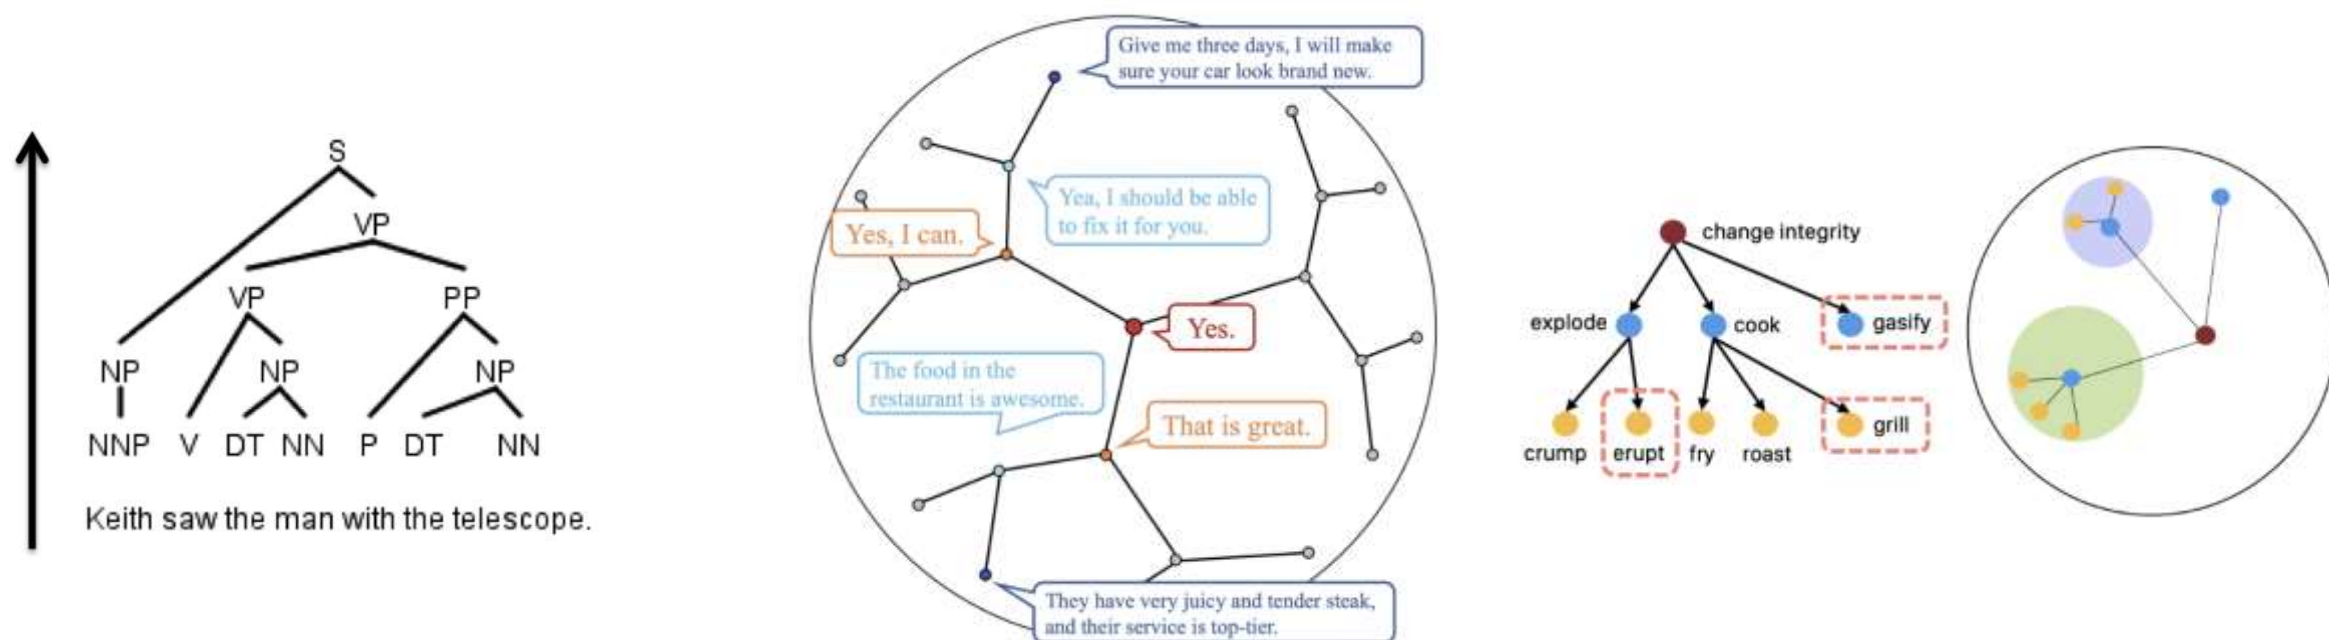 S
VP
VP PP
NP NP NP
NNP V DT NN P DT NN
Keith saw the man with the telescope.
Give me three days, I will make
sure your car look brand new.
Yea, I should be able
to fix it for you.
Yes, I can.
Yes.
The food in the
restaurant is awesome.
That is great.
They have very juicy and tender steak,
and their service is top-tier.
change integrity
explode cook gasify
grill
crump erupt fry roast